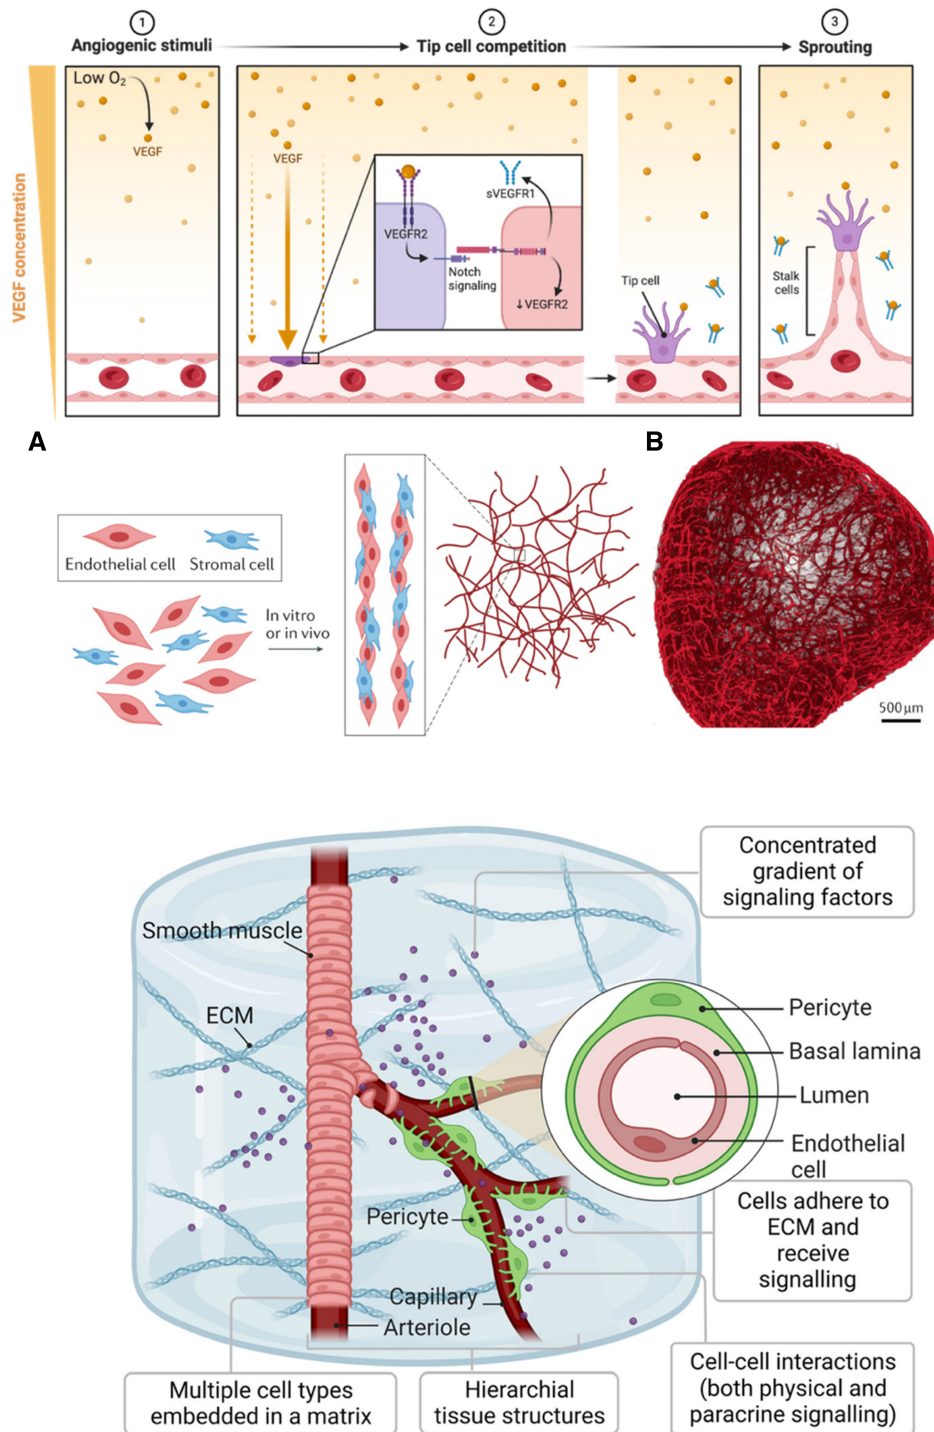 1
2
3
Angiogenic stimuli
Tip cell competition
Sprouting
VEGF concentration
Low O₂
VEGF
VEGF
VEGFR2
sVEGFR1
Notch
signaling
↓VEGFR2
Tip cell
Stalk
cells
A
B
Endothelial cell
Stromal cell
In vitro
or in vivo
500 µm
Concentrated
gradient of
signaling factors
Smooth muscle
ECM
Pericyte
Basal lamina
Lumen
Endothelial
cell
Cells adhere to
ECM and
receive
signalling
Pericyte
Capillary
Arteriole
Multiple cell types
embedded in a matrix
Hierarchial
tissue structures
Cell-cell interactions
(both physical and
paracrine signalling)